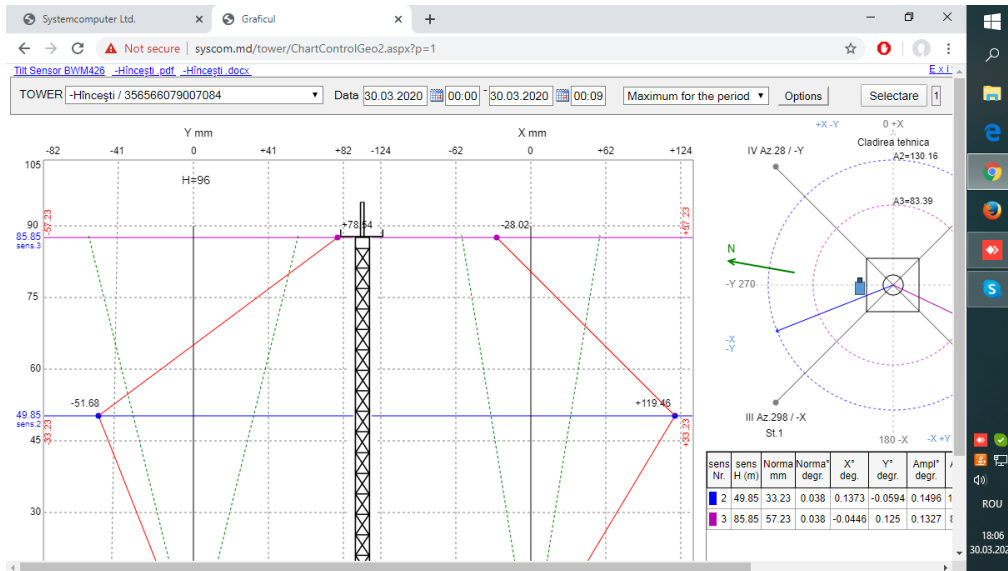 Systemcomputer Ltd.
Graficul
Not secure | syscom.md/tower/ChartControlGeo2.aspx?p=1
Tilt Sensor BWM426 -Hîncești .pdf -Hîncești .docx
TOWER -Hîncești / 356566079007084 Data 30.03.2020 00:00 - 30.03.2020 00:09 Maximum for the period Options Selectare 1
Y mm
X mm
-82 -41 0 +41 +82 -124 -62 0 +62 +124
105
H=96
90
-57.23
+78.54
-28.02
+57.23
85.85
sens.3
75
60
-51.68
+119.46
49.85
sens.2
-33.23
+33.23
45
30
+X -Y
0 +X
Cladirea tehnica
IV Az.28 / -Y
A2=130.16
A3=83.39
N
-Y 270
-X
-Y
III Az.298 / -X
St.1
180 -X
-X +Y
sens Nr. sens H (m) Norma mm Norma° degr. X° deg. Y° degr. Ampl° degr.
2 49.85 33.23 0.038 0.1373 -0.0594 0.1496
3 85.85 57.23 0.038 -0.0446 0.125 0.1327
ROU
18:06